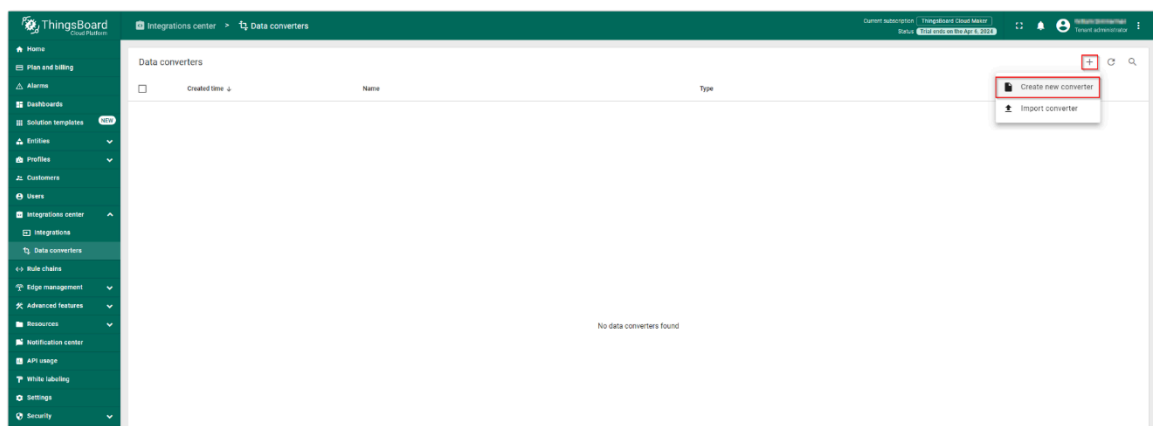 ThingsBoard
Cloud Platform
Integrations center > Data converters
Current subscription ThingsBoard Cloud Maker
Status Trial ends on the Apr 6, 2024
Tenant administrator
Home
Plan and billing
Alarms
Dashboards
Solution templates NEW
Entities
Profiles
Customers
Users
Integrations center
Integrations
Data converters
Rule chains
Edge management
Advanced features
Resources
Notification center
API usage
White labeling
Settings
Security
Data converters
Created time Name Type
Create new converter
Import converter
No data converters found